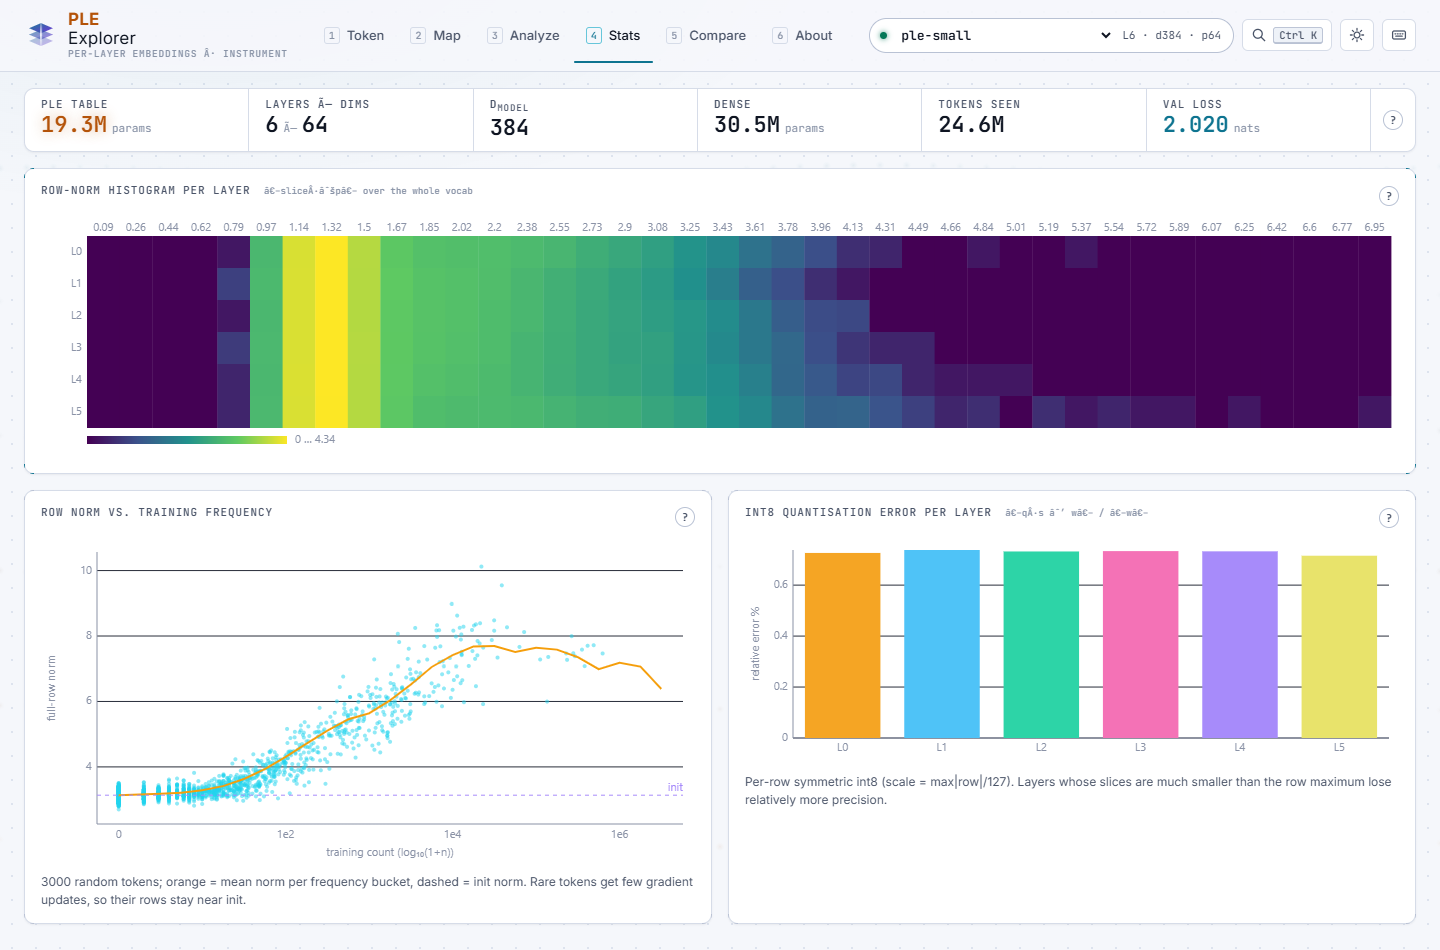 PLE
Explorer
PER-LAYER EMBEDDINGS Â· INSTRUMENT
1 Token
2 Map
3 Analyze
4 Stats
5 Compare
6 About
ple-small
L6 · d384 · p64
Ctrl K
PLE TABLE
19.3M params
LAYERS Ã— DIMS
6 Ã— 64
DMODEL
384
DENSE
30.5M params
TOKENS SEEN
24.6M
VAL LOSS
2.020 nats
?
ROW-NORM HISTOGRAM PER LAYER
over the whole vocab
?
0.09 0.26 0.44 0.62 0.79 0.97 1.14 1.32 1.5 1.67 1.85 2.02 2.2 2.38 2.55 2.73 2.9 3.08 3.25 3.43 3.61 3.78 3.96 4.13 4.31 4.49 4.66 4.84 5.01 5.19 5.37 5.54 5.72 5.89 6.07 6.25 6.42 6.6 6.77 6.95
L0
L1
L2
L3
L4
L5
0 … 4.34
ROW NORM VS. TRAINING FREQUENCY
?
10
8
6
4
full-row norm
init
0 1e2 1e4 1e6
training count (log₁₀(1+n))
3000 random tokens; orange = mean norm per frequency bucket, dashed = init norm. Rare tokens get few gradient
updates, so their rows stay near init.
INT8 QUANTISATION ERROR PER LAYER
?
0.6
0.4
0.2
0
relative error %
L0 L1 L2 L3 L4 L5
Per-row symmetric int8 (scale = max|row|/127). Layers whose slices are much smaller than the row maximum lose
relatively more precision.